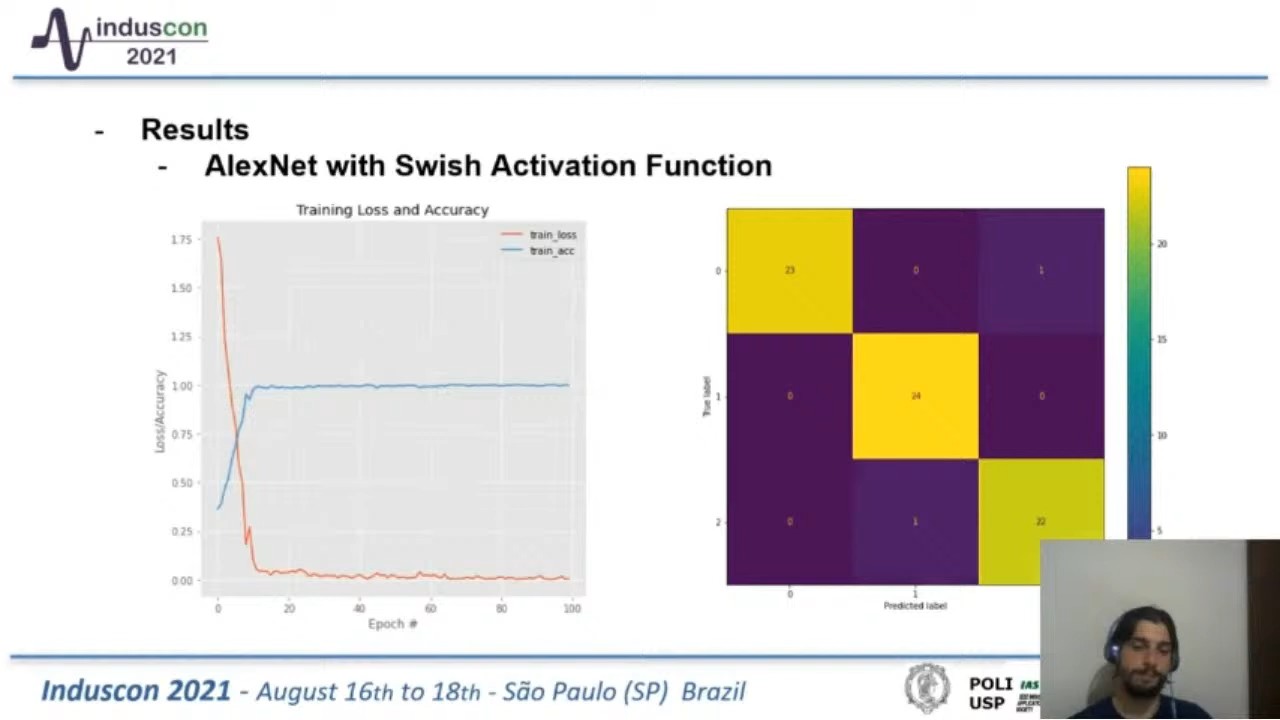 induscon
2021
- Results
- AlexNet with Swish Activation Function
Training Loss and Accuracy
train_loss
train_acc
1.75
1.50
1.25
1.00
0.75
0.50
0.25
0.00
Loss/Accuracy
0 20 40 60 80 100
Epoch #
True label
0
1
2
23 0 1
0 24 0
0 1 22
0 1
Predicted label
20
15
10
5
Induscon 2021 - August 16th to 18th - São Paulo (SP) Brazil
POLI
USP
IAS